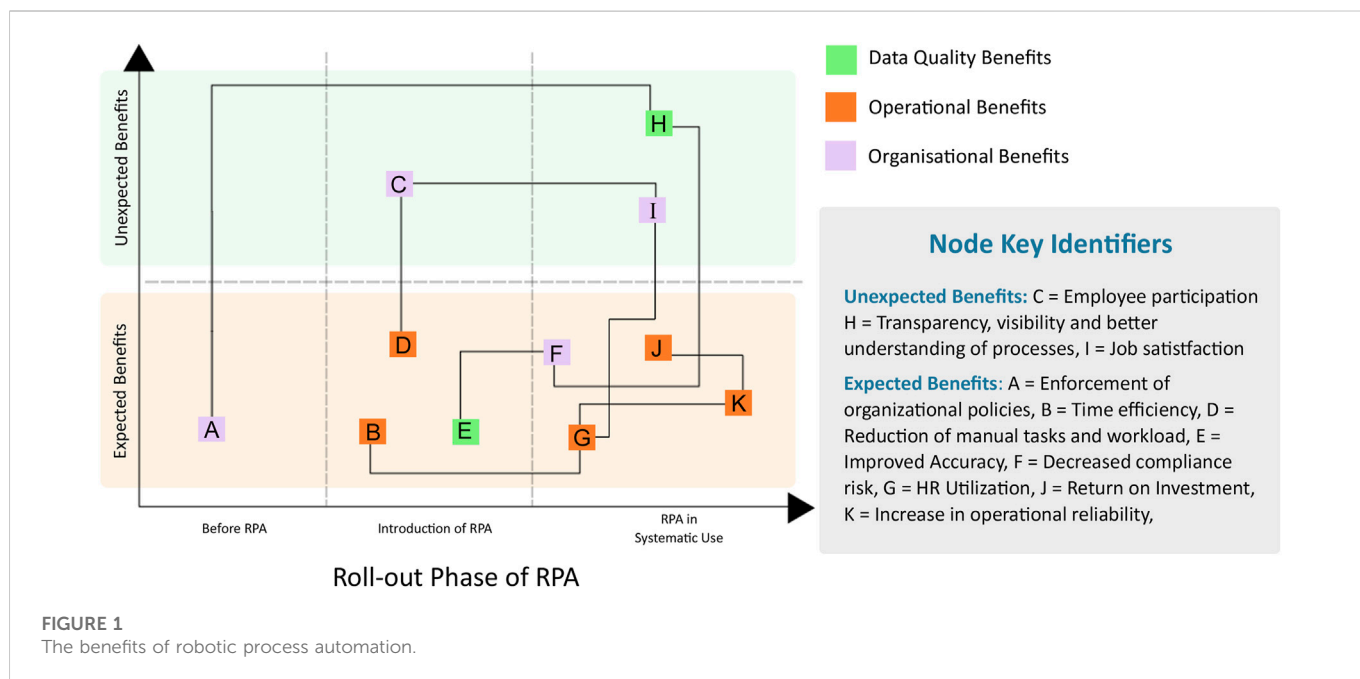 Unexpected Benefits
Expected Benefits
H
C
I
D
F
J
K
A
B
E
G
Before RPA
Introduction of RPA
RPA in
Systematic Use
Roll-out Phase of RPA
Data Quality Benefits
Operational Benefits
Organisational Benefits
Node Key Identifiers
Unexpected Benefits: C = Employee participation
H = Transparency, visibility and better
understanding of processes, I = Job satisfaction
Expected Benefits: A = Enforcement of
organizational policies, B = Time efficiency, D =
Reduction of manual tasks and workload, E =
Improved Accuracy, F = Decreased compliance
risk, G = HR Utilization, J = Return on Investment,
K = Increase in operational reliability,
FIGURE 1
The benefits of robotic process automation.